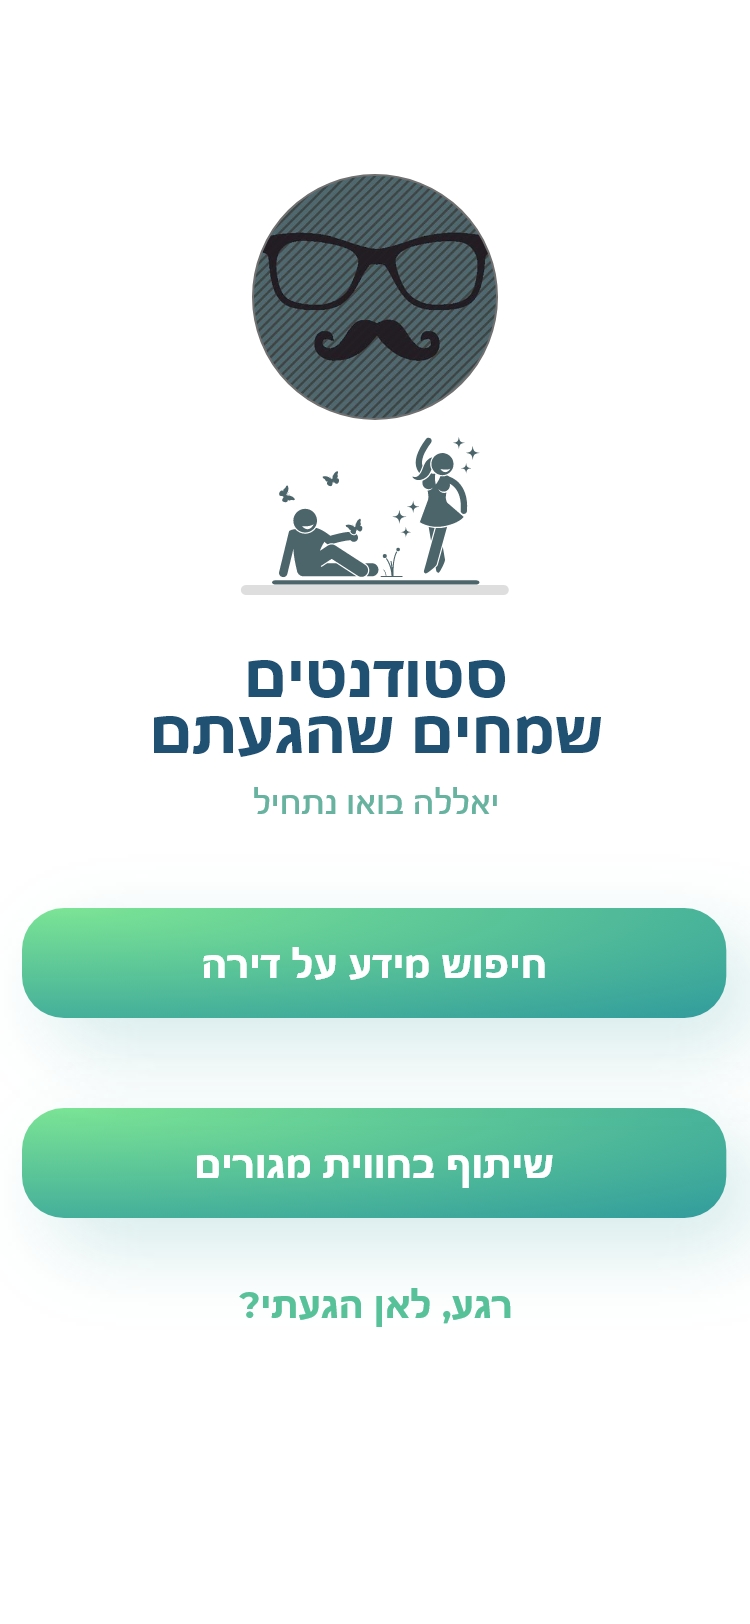 סטודנטים
שמחים שהגעתם
יאללה בואו נתחיל
חיפוש מידע על דירה
שיתוף בחווית מגורים
רגע, לאן הגעתי?